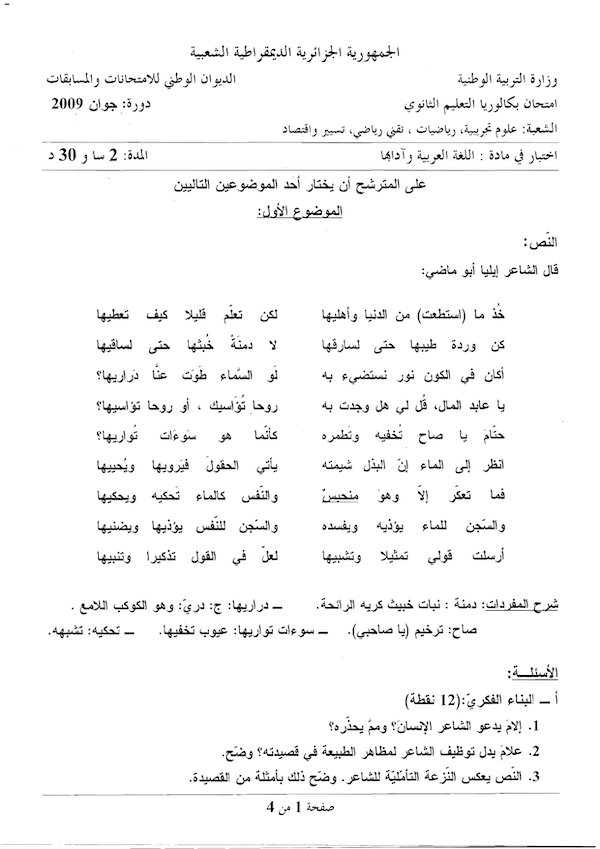 الجمهورية الجزائرية الديمقراطية الشعبية
وزارة التربية الوطنية الديوان الوطني للامتحانات والمسابقات
امتحان بكالوريا التعليم الثانوي دورة: جوان 2009
الشعبة: علوم تجريبية، رياضيات ، تقني رياضي، تسيير واقتصاد
اختبار في مادة : اللغة العربية وآدابها المدة: 2 سا و 30 د
على المترشح أن يختار أحد الموضوعين التاليين
الموضوع الأول:
النّص:
قال الشاعر إيليا أبو ماضي:
خُذ ما (استطعت) من الدنيا وأهليها لكن تعلّم قليلا كيف تعطيها
كن وردة طيبها حتى لسارقها لا دمنَةً خُبثُها حتى لساقيها
أكان في الكون نور نستضيء به لَو السَّماء طَوَت عنَّا دَراريها؟
يا عابد المال، قُل لي هل وجدت به روحا تُؤَاسيك ، أو روحا تؤاسيها؟
حتَّامَ يا صاح تُخفيه وتَطمره كأنّما هو سَوءَات تُواريها؟
انظر إلى الماء إنّ البذل شيمته يأتي الحقولَ فيَرويها ويُحييها
فما تعكّر إلاّ وهوَ منحبسٌ والنّفس كالماء تَحكيه ويحكيها
والسّجن للماء يؤذيه ويفسده والسّجن للنّفس يؤذيها ويضنيها
أرسلت قولي تمثيلا وتشبيها لعلّ في القول تذكيرا وتنبيها
شرح المفردات: دمنة : نبات خبيث كريه الرائحة. ــ دراريها: ج: دريّ: وهو الكوكب اللامع .
صاح: ترخيم (يا صاحبي). ــ سوءات تواريها: عيوب تخفيها. ــ تحكيه: تشبهه.
الأسئلــة:
أ ــ البناء الفكريّ:(12 نقطة)
1. إلامَ يدعو الشاعر الإنسانَ؟ وممَّ يحذّره؟
2. علامَ يدل توظيف الشاعر لمظاهر الطبيعة في قصيدته؟ وضّح.
3. النّص يعكس النّزعة التأمّليّة للشاعر. وضّح ذلك بأمثلة من القصيدة.
صفحة 1 من 4